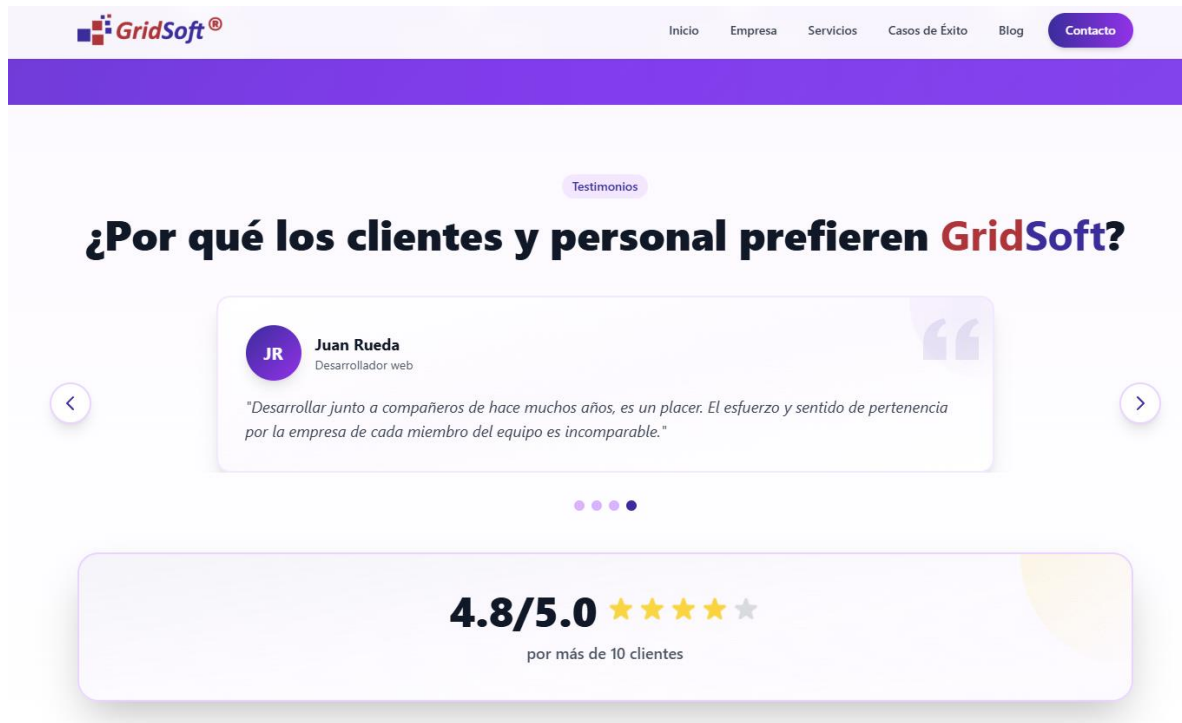 GridSoft®
Inicio Empresa Servicios Casos de Éxito Blog Contacto
Testimonios
¿Por qué los clientes y personal prefieren GridSoft?
JR
Juan Rueda
Desarrollador web
"Desarrollar junto a compañeros de hace muchos años, es un placer. El esfuerzo y sentido de pertenencia
por la empresa de cada miembro del equipo es incomparable."
4.8/5.0
por más de 10 clientes